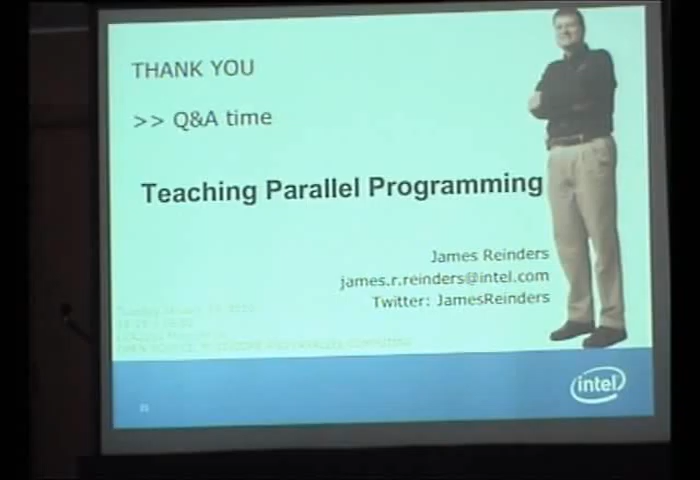 THANK YOU
>> Q&A time
Teaching Parallel Programming
James Reinders
james.r.reinders@intel.com
Twitter: JamesReinders
intel